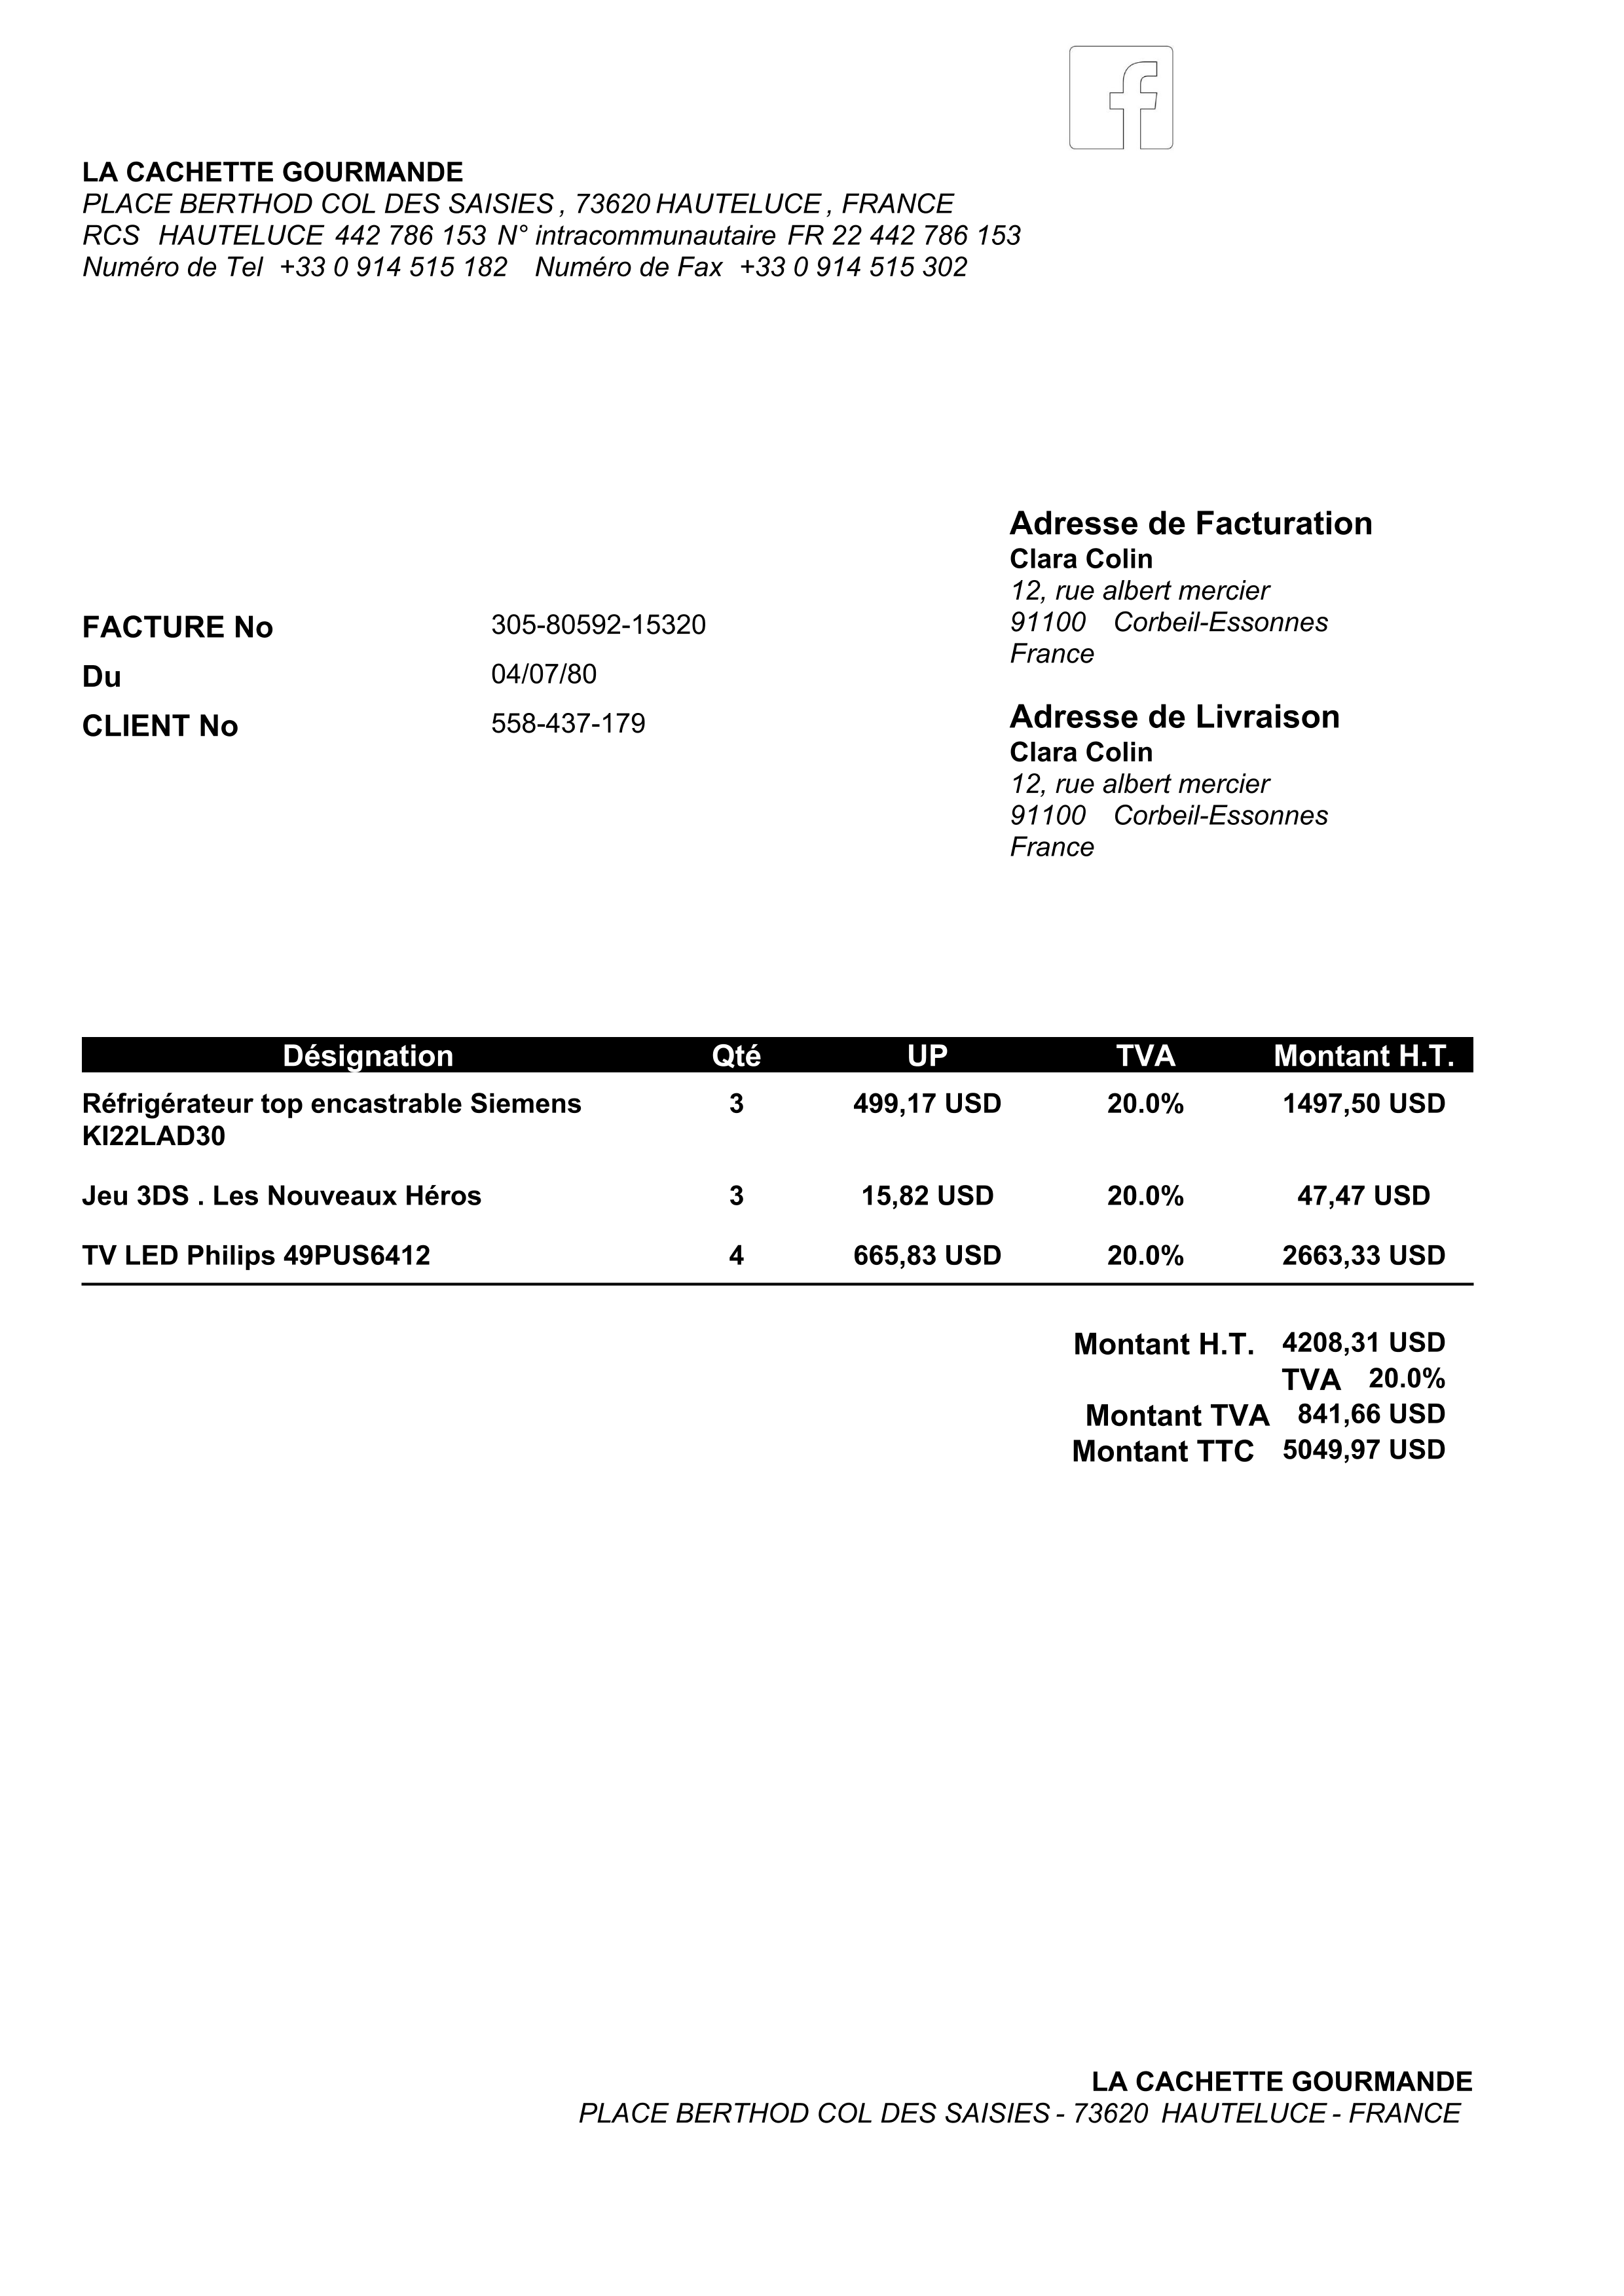 LA CACHETTE GOURMANDE
PLACE BERTHOD COL DES SAISIES , 73620 HAUTELUCE , FRANCE
RCS HAUTELUCE 442 786 153 N° intracommunautaire FR 22 442 786 153
Numéro de Tel +33 0 914 515 182 Numéro de Fax +33 0 914 515 302
Adresse de Facturation
Clara Colin
12, rue albert mercier
91100 Corbeil-Essonnes
France
FACTURE No 305-80592-15320
Du 04/07/80
CLIENT No 558-437-179
Adresse de Livraison
Clara Colin
12, rue albert mercier
91100 Corbeil-Essonnes
France
Désignation Qté UP TVA Montant H.T.
Réfrigérateur top encastrable Siemens 3 499,17 USD 20.0% 1497,50 USD
KI22LAD30
Jeu 3DS . Les Nouveaux Héros 3 15,82 USD 20.0% 47,47 USD
TV LED Philips 49PUS6412 4 665,83 USD 20.0% 2663,33 USD
Montant H.T. 4208,31 USD
TVA 20.0%
Montant TVA 841,66 USD
Montant TTC 5049,97 USD
LA CACHETTE GOURMANDE
PLACE BERTHOD COL DES SAISIES - 73620 HAUTELUCE - FRANCE